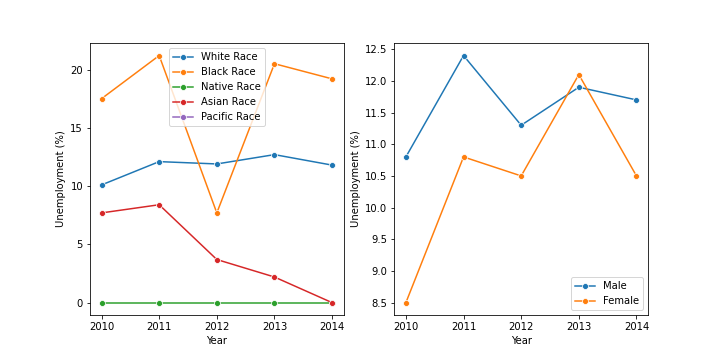 White Race
Black Race
Native Race
Asian Race
Pacific Race
Unemployment (%)
20
15
10
5
0
2010 2011 2012 2013 2014
Year
Unemployment (%)
12.5
12.0
11.5
11.0
10.5
10.0
9.5
9.0
8.5
Male
Female
2010 2011 2012 2013 2014
Year